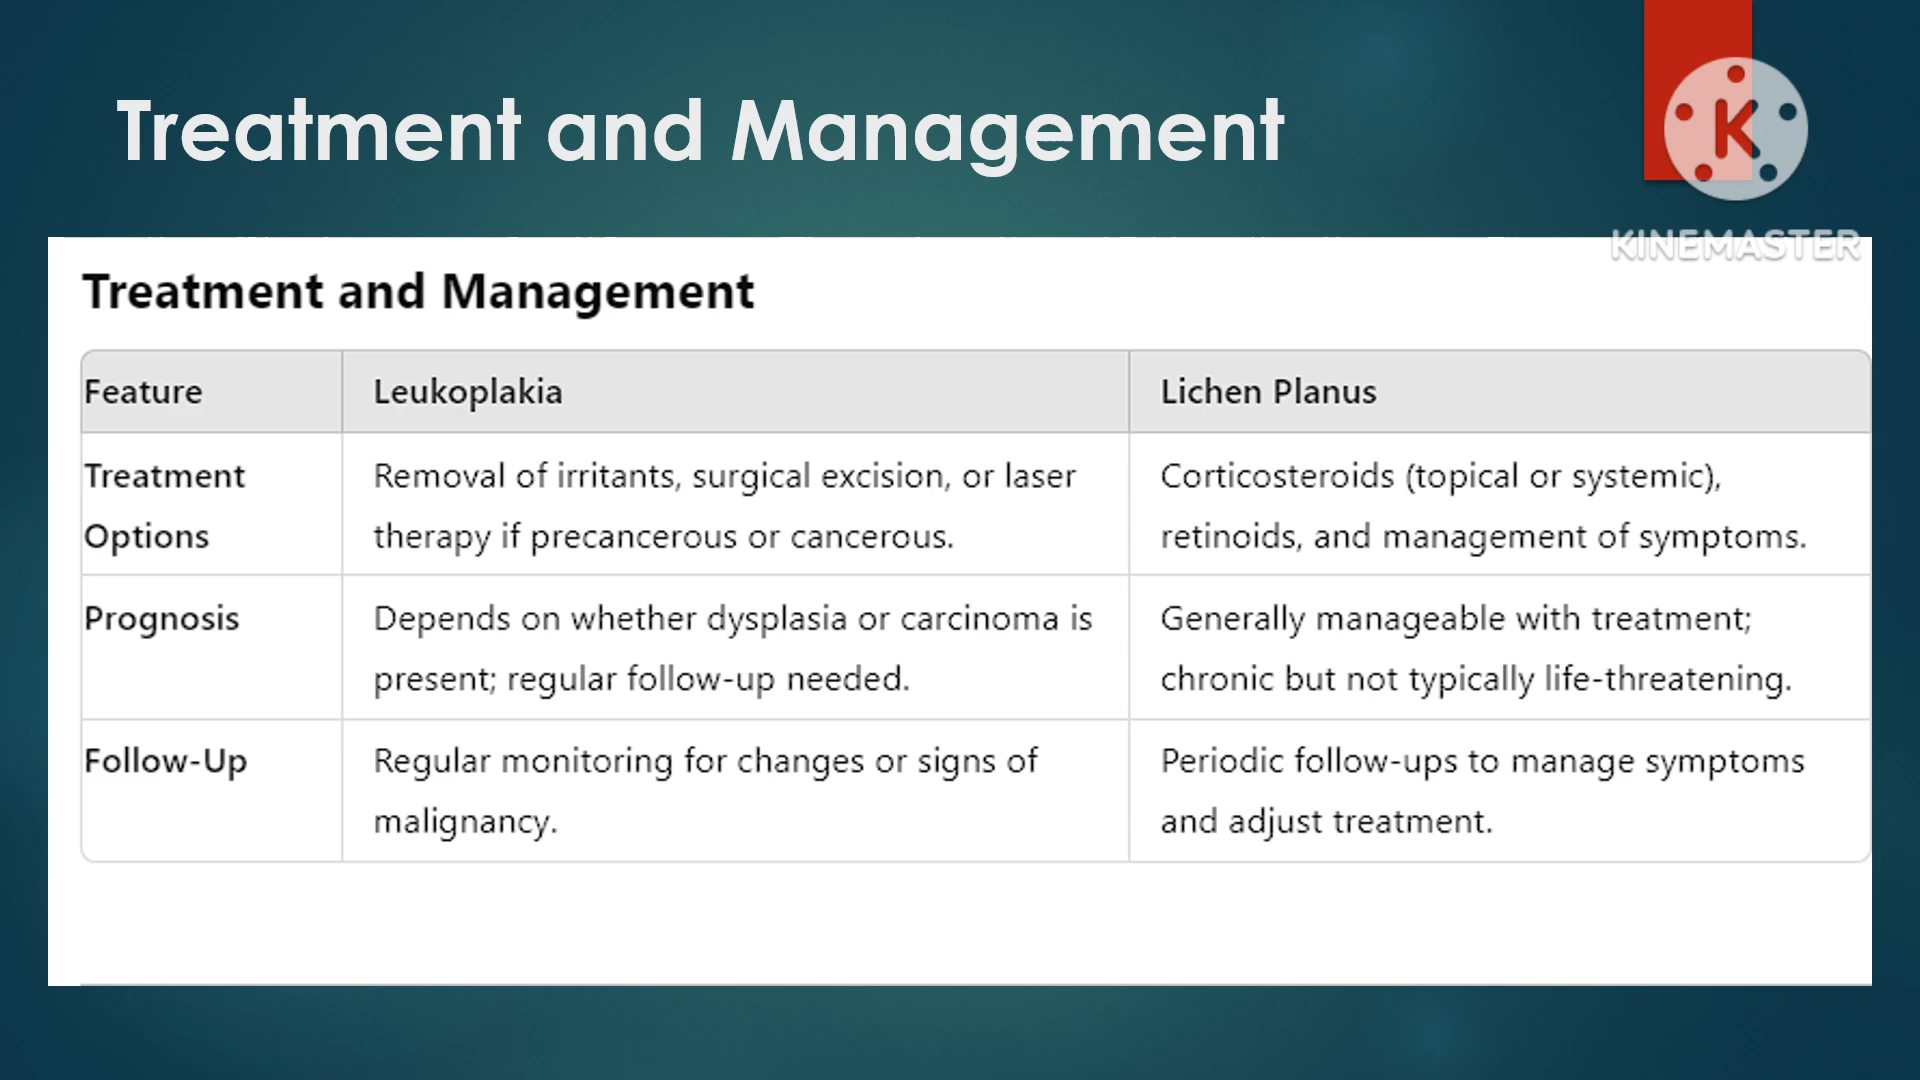 Treatment and Management
K
KINEMASTER
Treatment and Management
Feature Leukoplakia Lichen Planus
Treatment Options Removal of irritants, surgical excision, or laser therapy if precancerous or cancerous. Corticosteroids (topical or systemic), retinoids, and management of symptoms.
Prognosis Depends on whether dysplasia or carcinoma is present; regular follow-up needed. Generally manageable with treatment; chronic but not typically life-threatening.
Follow-Up Regular monitoring for changes or signs of malignancy. Periodic follow-ups to manage symptoms and adjust treatment.